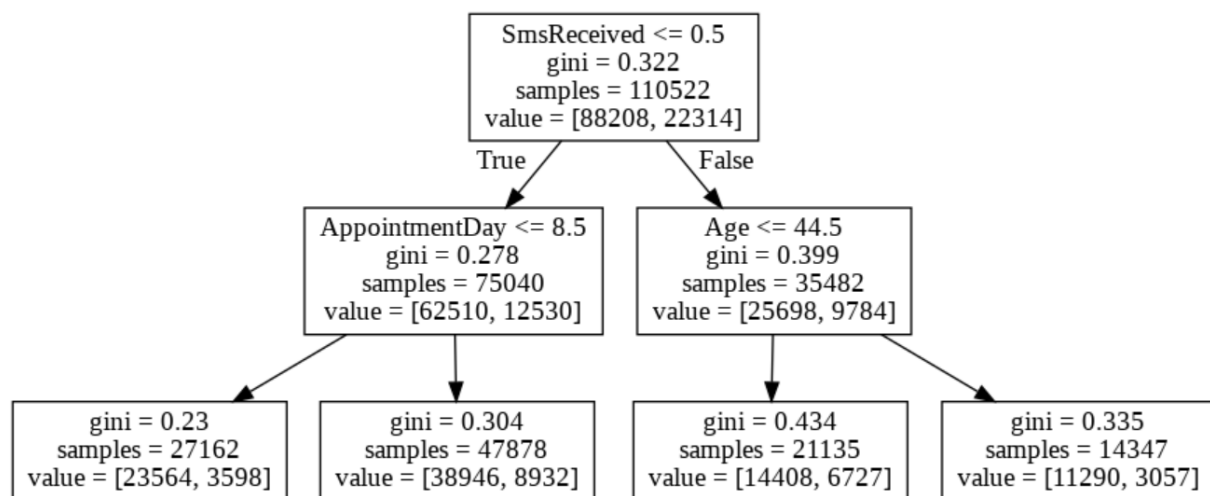 SmsReceived <= 0.5
gini = 0.322
samples = 110522
value = [88208, 22314]
True
False
AppointmentDay <= 8.5
gini = 0.278
samples = 75040
value = [62510, 12530]
Age <= 44.5
gini = 0.399
samples = 35482
value = [25698, 9784]
gini = 0.23
samples = 27162
value = [23564, 3598]
gini = 0.304
samples = 47878
value = [38946, 8932]
gini = 0.434
samples = 21135
value = [14408, 6727]
gini = 0.335
samples = 14347
value = [11290, 3057]